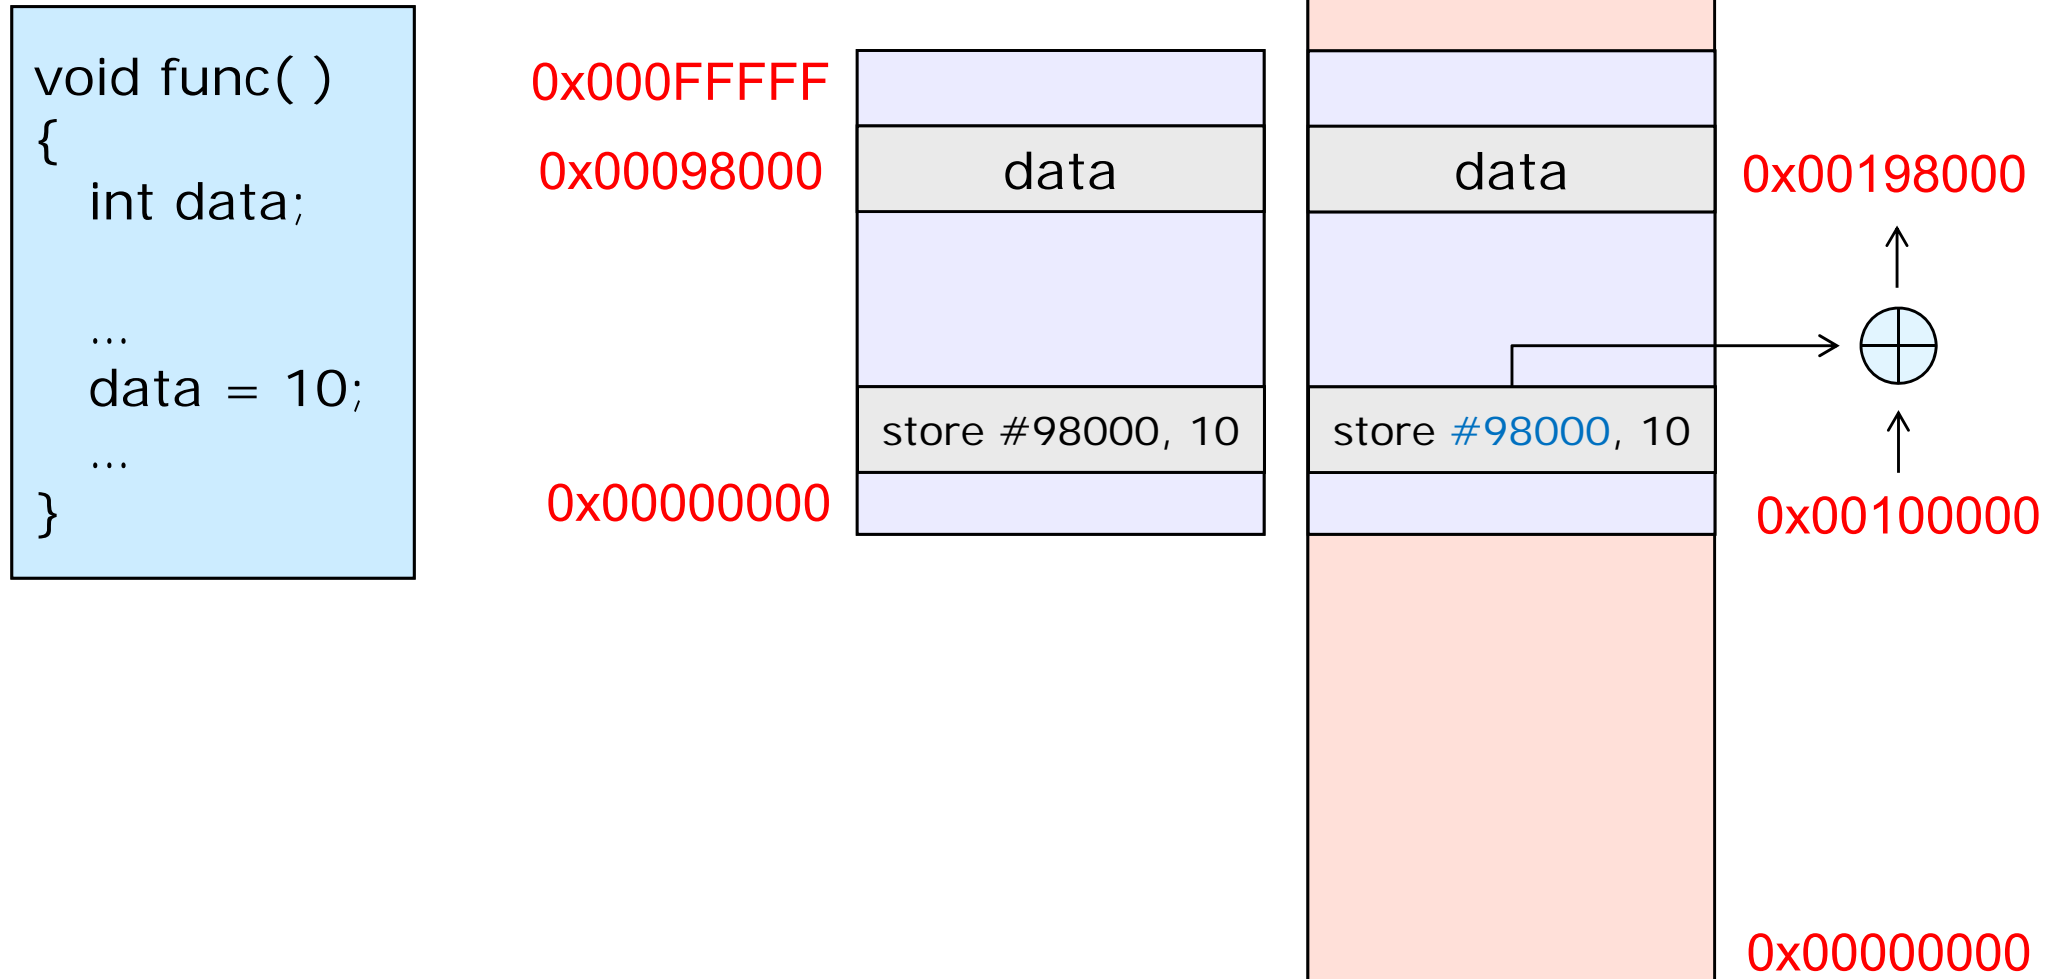 void func( )
{
int data;
...
data = 10;
...
}
0x000FFFFF
0x00098000
0x00000000
data
store #98000, 10
data
store #98000, 10
0x00198000
0x00100000
0x00000000